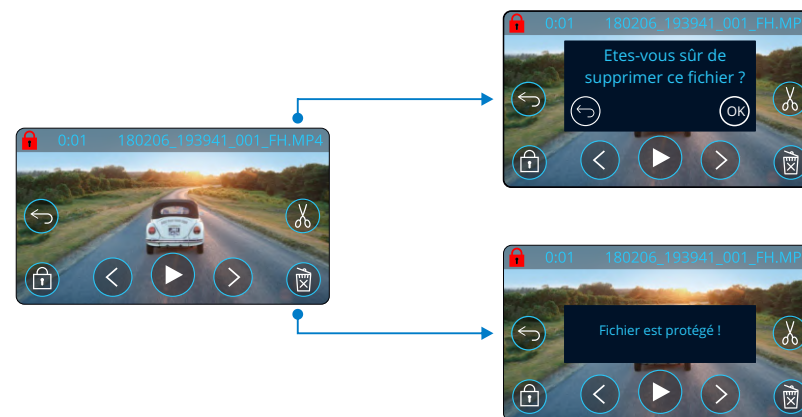 0:01 180206_193941_001_FH.MP4
0:01 180206_193941_001_FH.MP
Etes-vous sûr de
supprimer ce fichier ?
OK
0:01 180206_193941_001_FH.MP
Fichier est protégé !